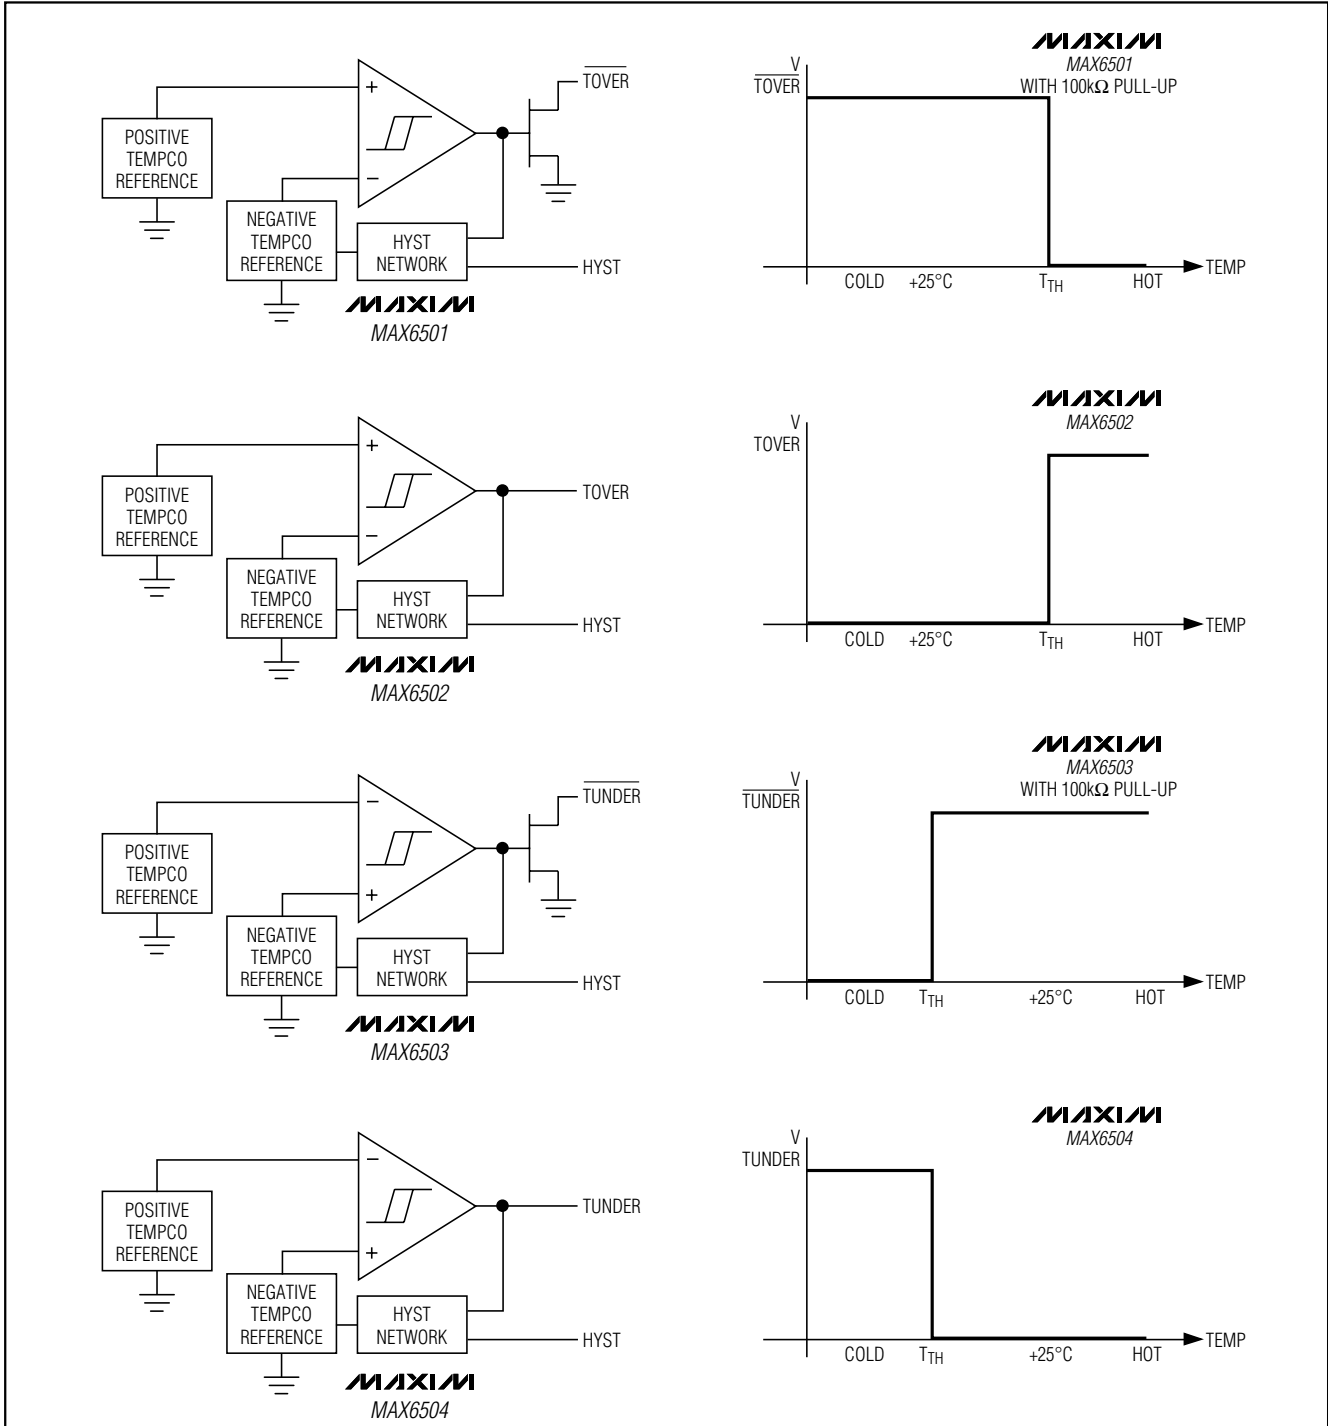 POSITIVE
TEMPCO
REFERENCE
+
−
NEGATIVE
TEMPCO
REFERENCE
HYST
NETWORK
TOVER
HYST
MAXIM
MAX6501
V
TOVER
MAXIM
MAX6501
WITH 100kΩ PULL-UP
COLD
+25°C
TTH
HOT
TEMP
POSITIVE
TEMPCO
REFERENCE
+
−
NEGATIVE
TEMPCO
REFERENCE
HYST
NETWORK
TOVER
HYST
MAXIM
MAX6502
V
TOVER
MAXIM
MAX6502
COLD
+25°C
TTH
HOT
TEMP
POSITIVE
TEMPCO
REFERENCE
−
+
NEGATIVE
TEMPCO
REFERENCE
HYST
NETWORK
TUNDER
HYST
MAXIM
MAX6503
V
TUNDER
MAXIM
MAX6503
WITH 100kΩ PULL-UP
COLD
TTH
+25°C
HOT
TEMP
POSITIVE
TEMPCO
REFERENCE
−
+
NEGATIVE
TEMPCO
REFERENCE
HYST
NETWORK
TUNDER
HYST
MAXIM
MAX6504
V
TUNDER
MAXIM
MAX6504
COLD
TTH
+25°C
HOT
TEMP